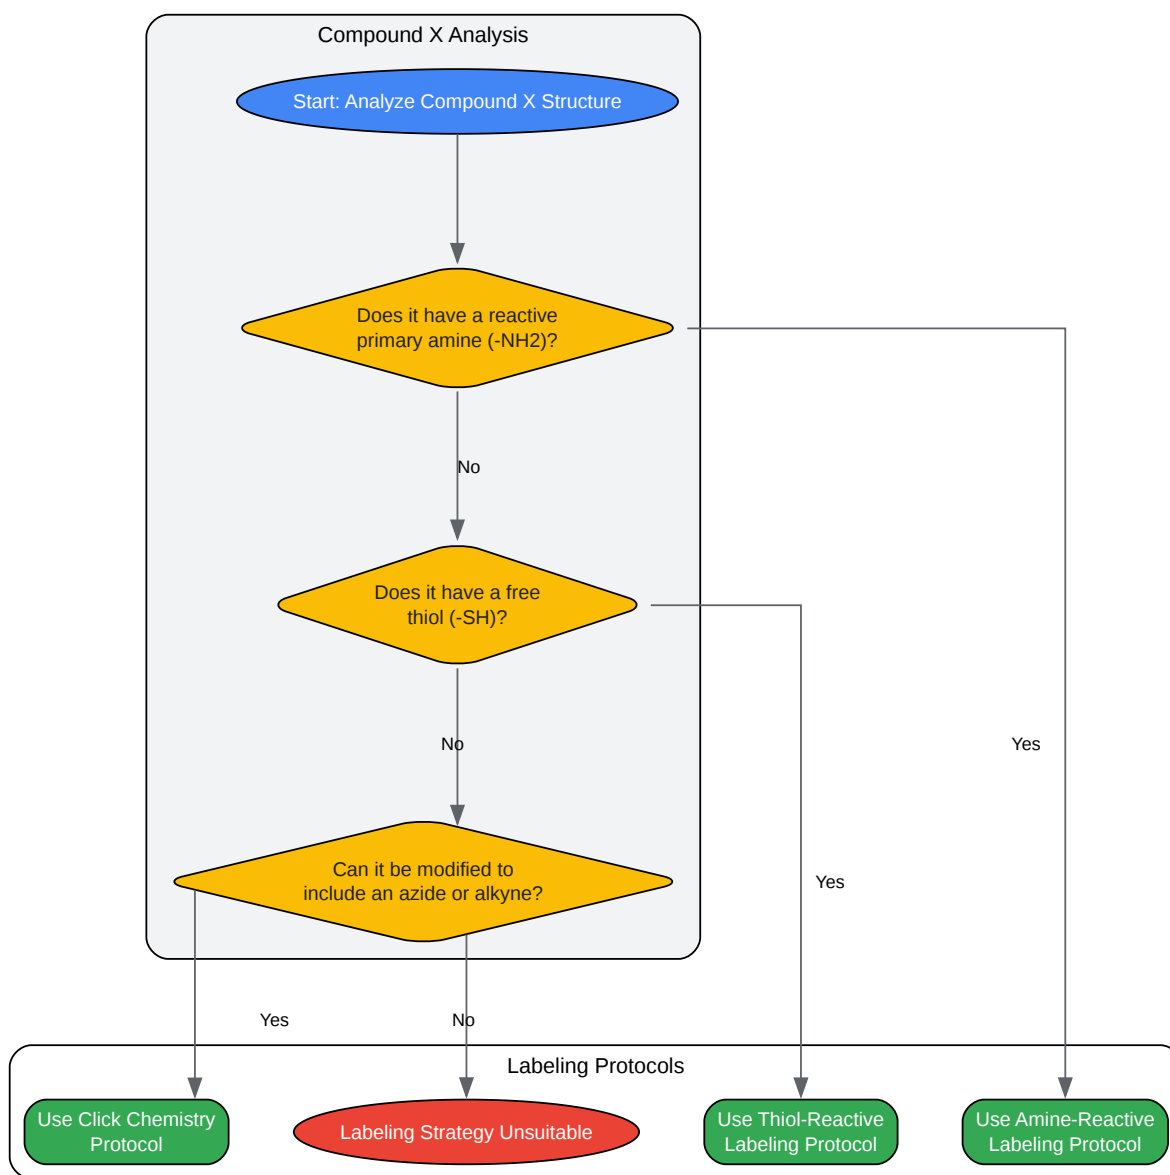 Compound X Analysis
Start: Analyze Compound X Structure
Does it have a reactive
primary amine (-NH2)?
No
Does it have a free
thiol (-SH)?
No
Yes
Can it be modified to
include an azide or alkyne?
Yes
Yes
No
Labeling Protocols
Use Click Chemistry
Protocol
Labeling Strategy Unsuitable
Use Thiol-Reactive
Labeling Protocol
Use Amine-Reactive
Labeling Protocol